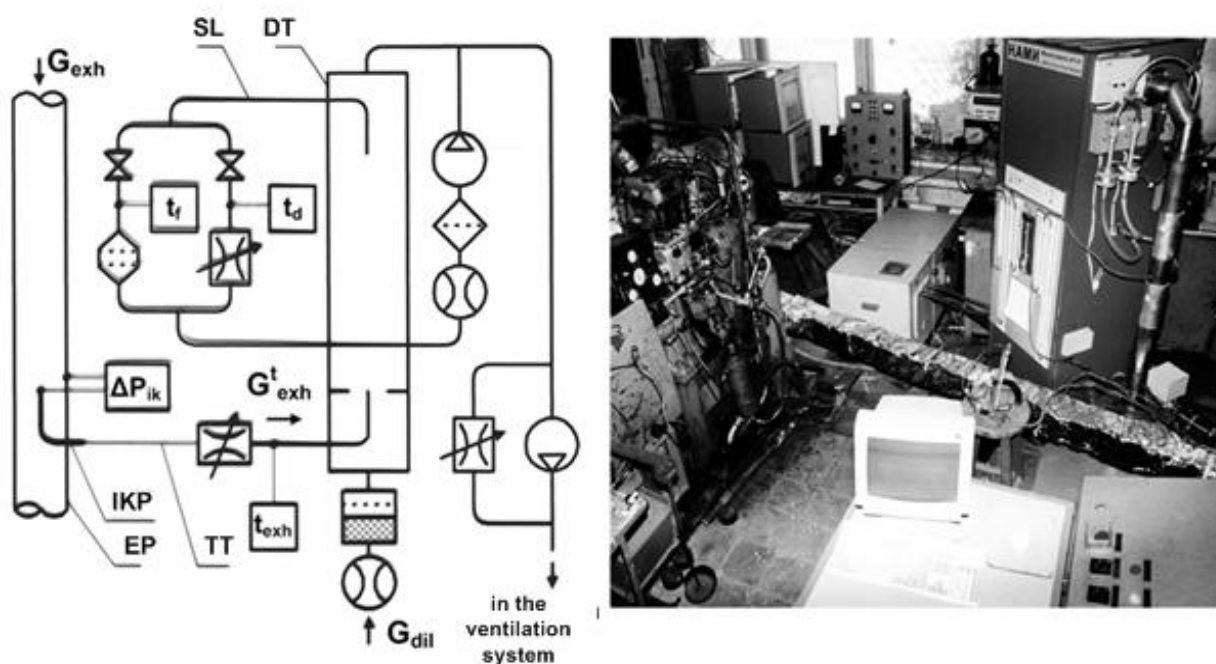 SL
DT
G_exh
t_f
t_d
ΔP_ik
G^t_exh
IKP
EP
TT
t_exh
G_dil
in the
ventilation
system
НАМИ